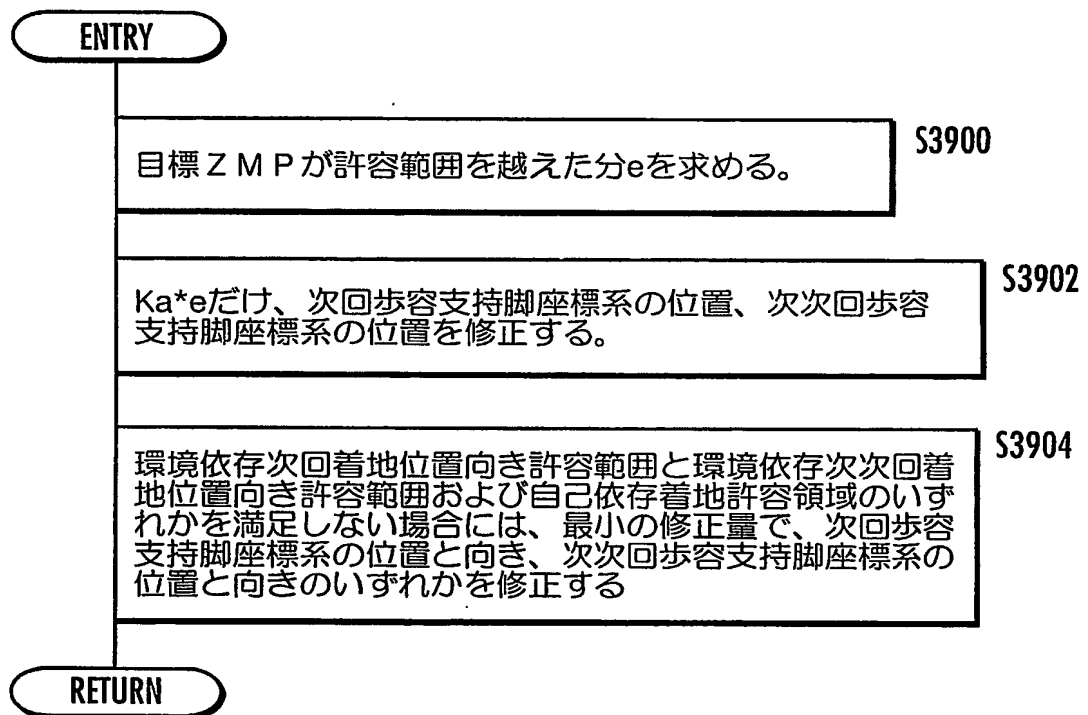 ENTRY
S3900
目標ZMPが許容範囲を越えた分eを求める。
S3902
Ka*eだけ、次回歩容支持脚座標系の位置、次次回歩容
支持脚座標系の位置を修正する。
S3904
環境依存次回着地位置向き許容範囲と環境依存次次回着
地位置向き許容範囲および自己依存着地許容領域のいず
れかを満足しない場合には、最小の修正量で、次回歩容
支持脚座標系の位置と向き、次次回歩容支持脚座標系の
位置と向きのいずれかを修正する
RETURN